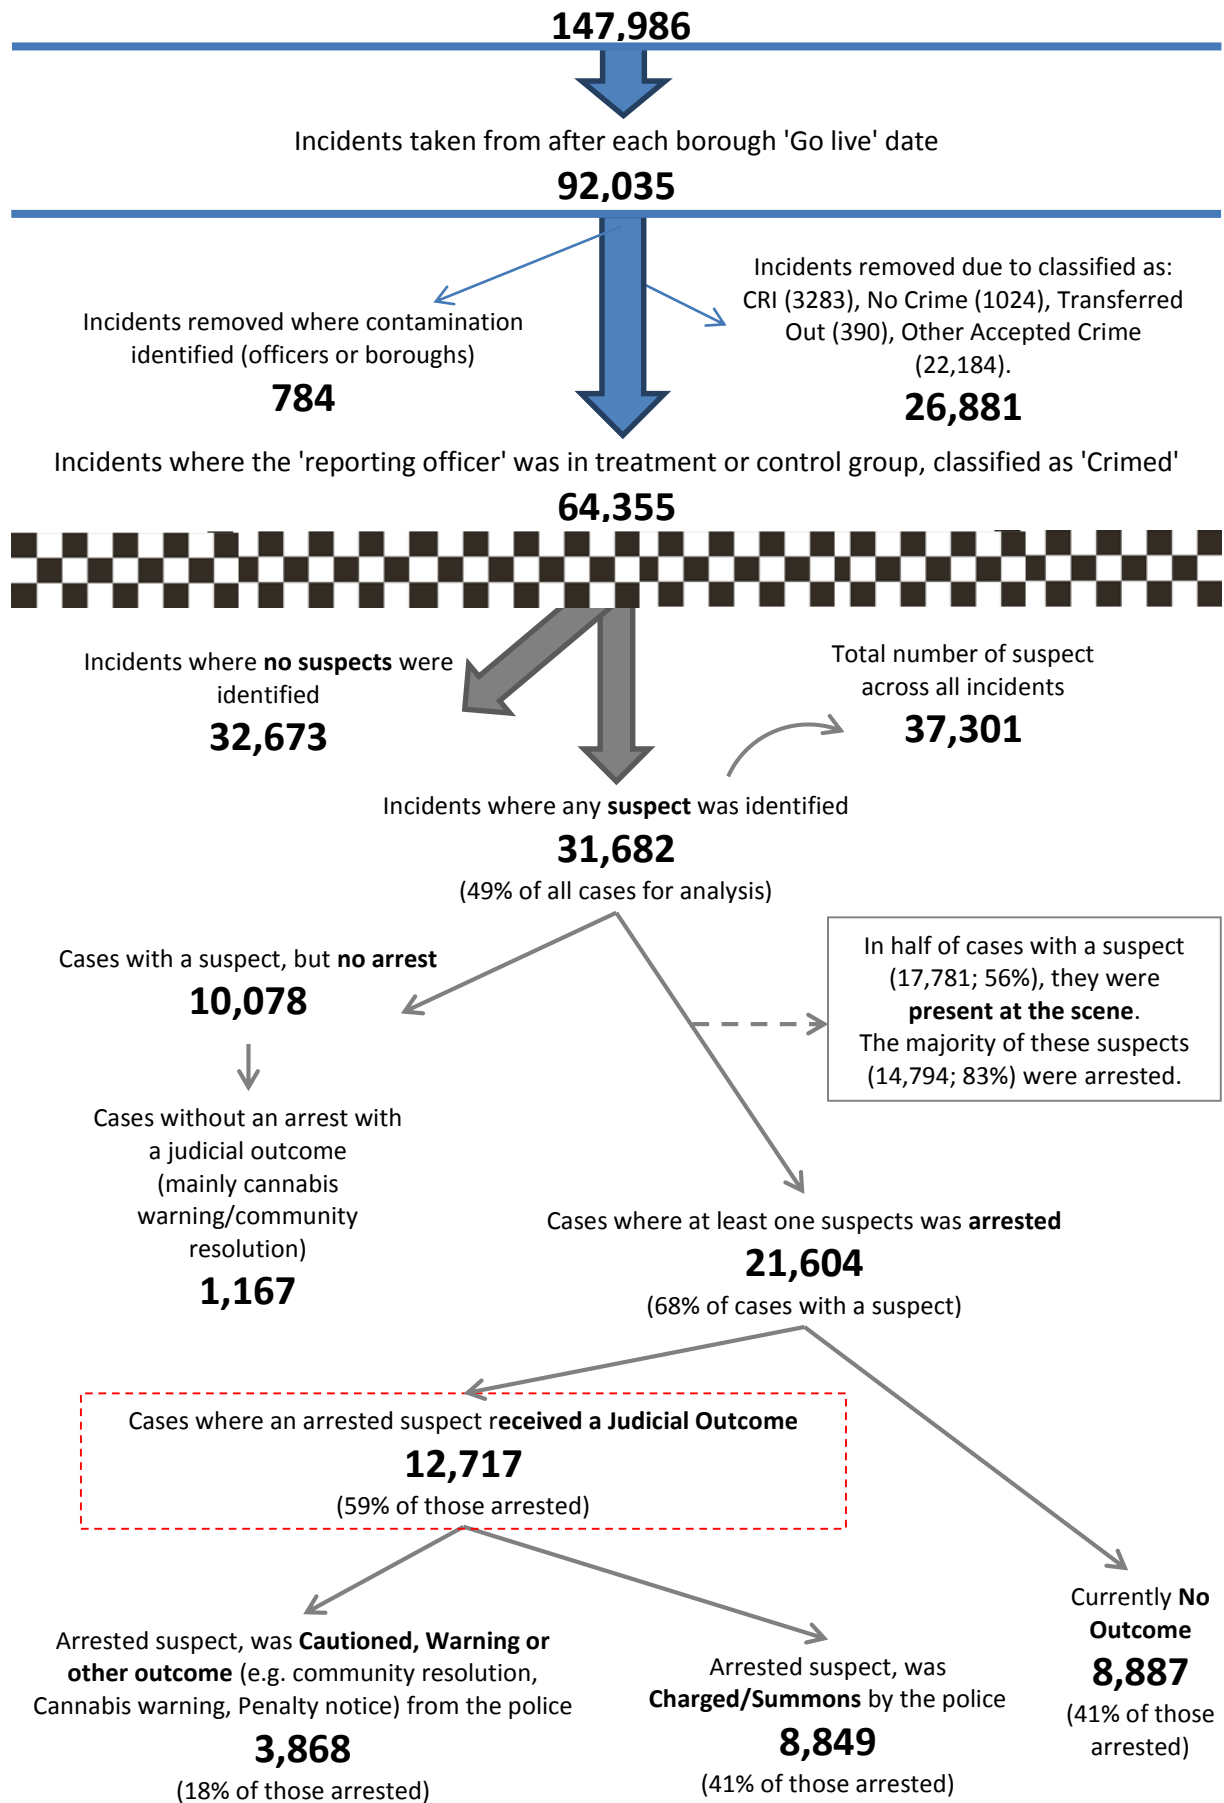 147,986
Incidents taken from after each borough 'Go live' date
92,035
Incidents removed due to classified as:
CRI (3283), No Crime (1024), Transferred
Out (390), Other Accepted Crime
(22,184).
26,881
Incidents removed where contamination
identified (officers or boroughs)
784
Incidents where the 'reporting officer' was in treatment or control group, classified as 'Crimed'
64,355
Incidents where no suspects were
identified
32,673
Total number of suspect
across all incidents
37,301
Incidents where any suspect was identified
31,682
(49% of all cases for analysis)
Cases with a suspect, but no arrest
10,078
In half of cases with a suspect
(17,781; 56%), they were
present at the scene.
The majority of these suspects
(14,794; 83%) were arrested.
Cases without an arrest with
a judicial outcome
(mainly cannabis
warning/community
resolution)
1,167
Cases where at least one suspects was arrested
21,604
(68% of cases with a suspect)
Cases where an arrested suspect received a Judicial Outcome
12,717
(59% of those arrested)
Arrested suspect, was Cautioned, Warning or
other outcome (e.g. community resolution,
Cannabis warning, Penalty notice) from the police
3,868
(18% of those arrested)
Arrested suspect, was
Charged/Summons by the police
8,849
(41% of those arrested)
Currently No
Outcome
8,887
(41% of those
arrested)